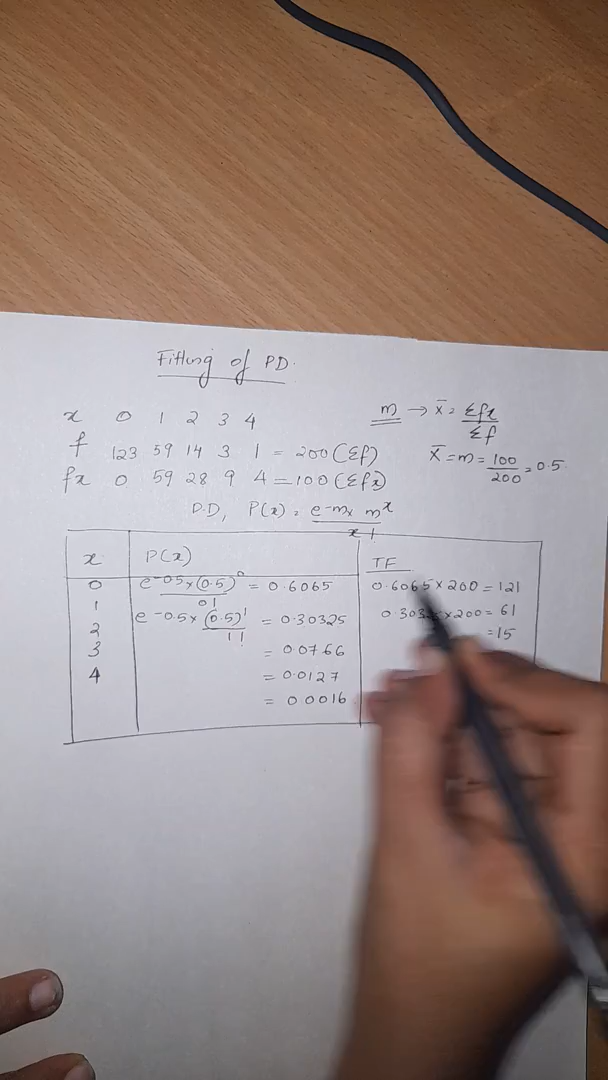 Fitting of PD.
x 0 1 2 3 4
f 123 59 14 3 1 = 200 (Σf)
fx 0 59 28 9 4 = 100 (Σfx)
m → x̄ = Σfx / Σf
x̄ = m = 100 / 200 = 0.5
P.D, P(x) = e^-m x m^x / x!
x P(x) TF
0 e^-0.5 x (0.5)^0 / 0! = 0.6065 0.6065 x 200 = 121
1 e^-0.5 x (0.5)^1 / 1! = 0.30325 x 200 = 61
2 = 0.0766 = 15
3 = 0.0127
4 = 0.0016